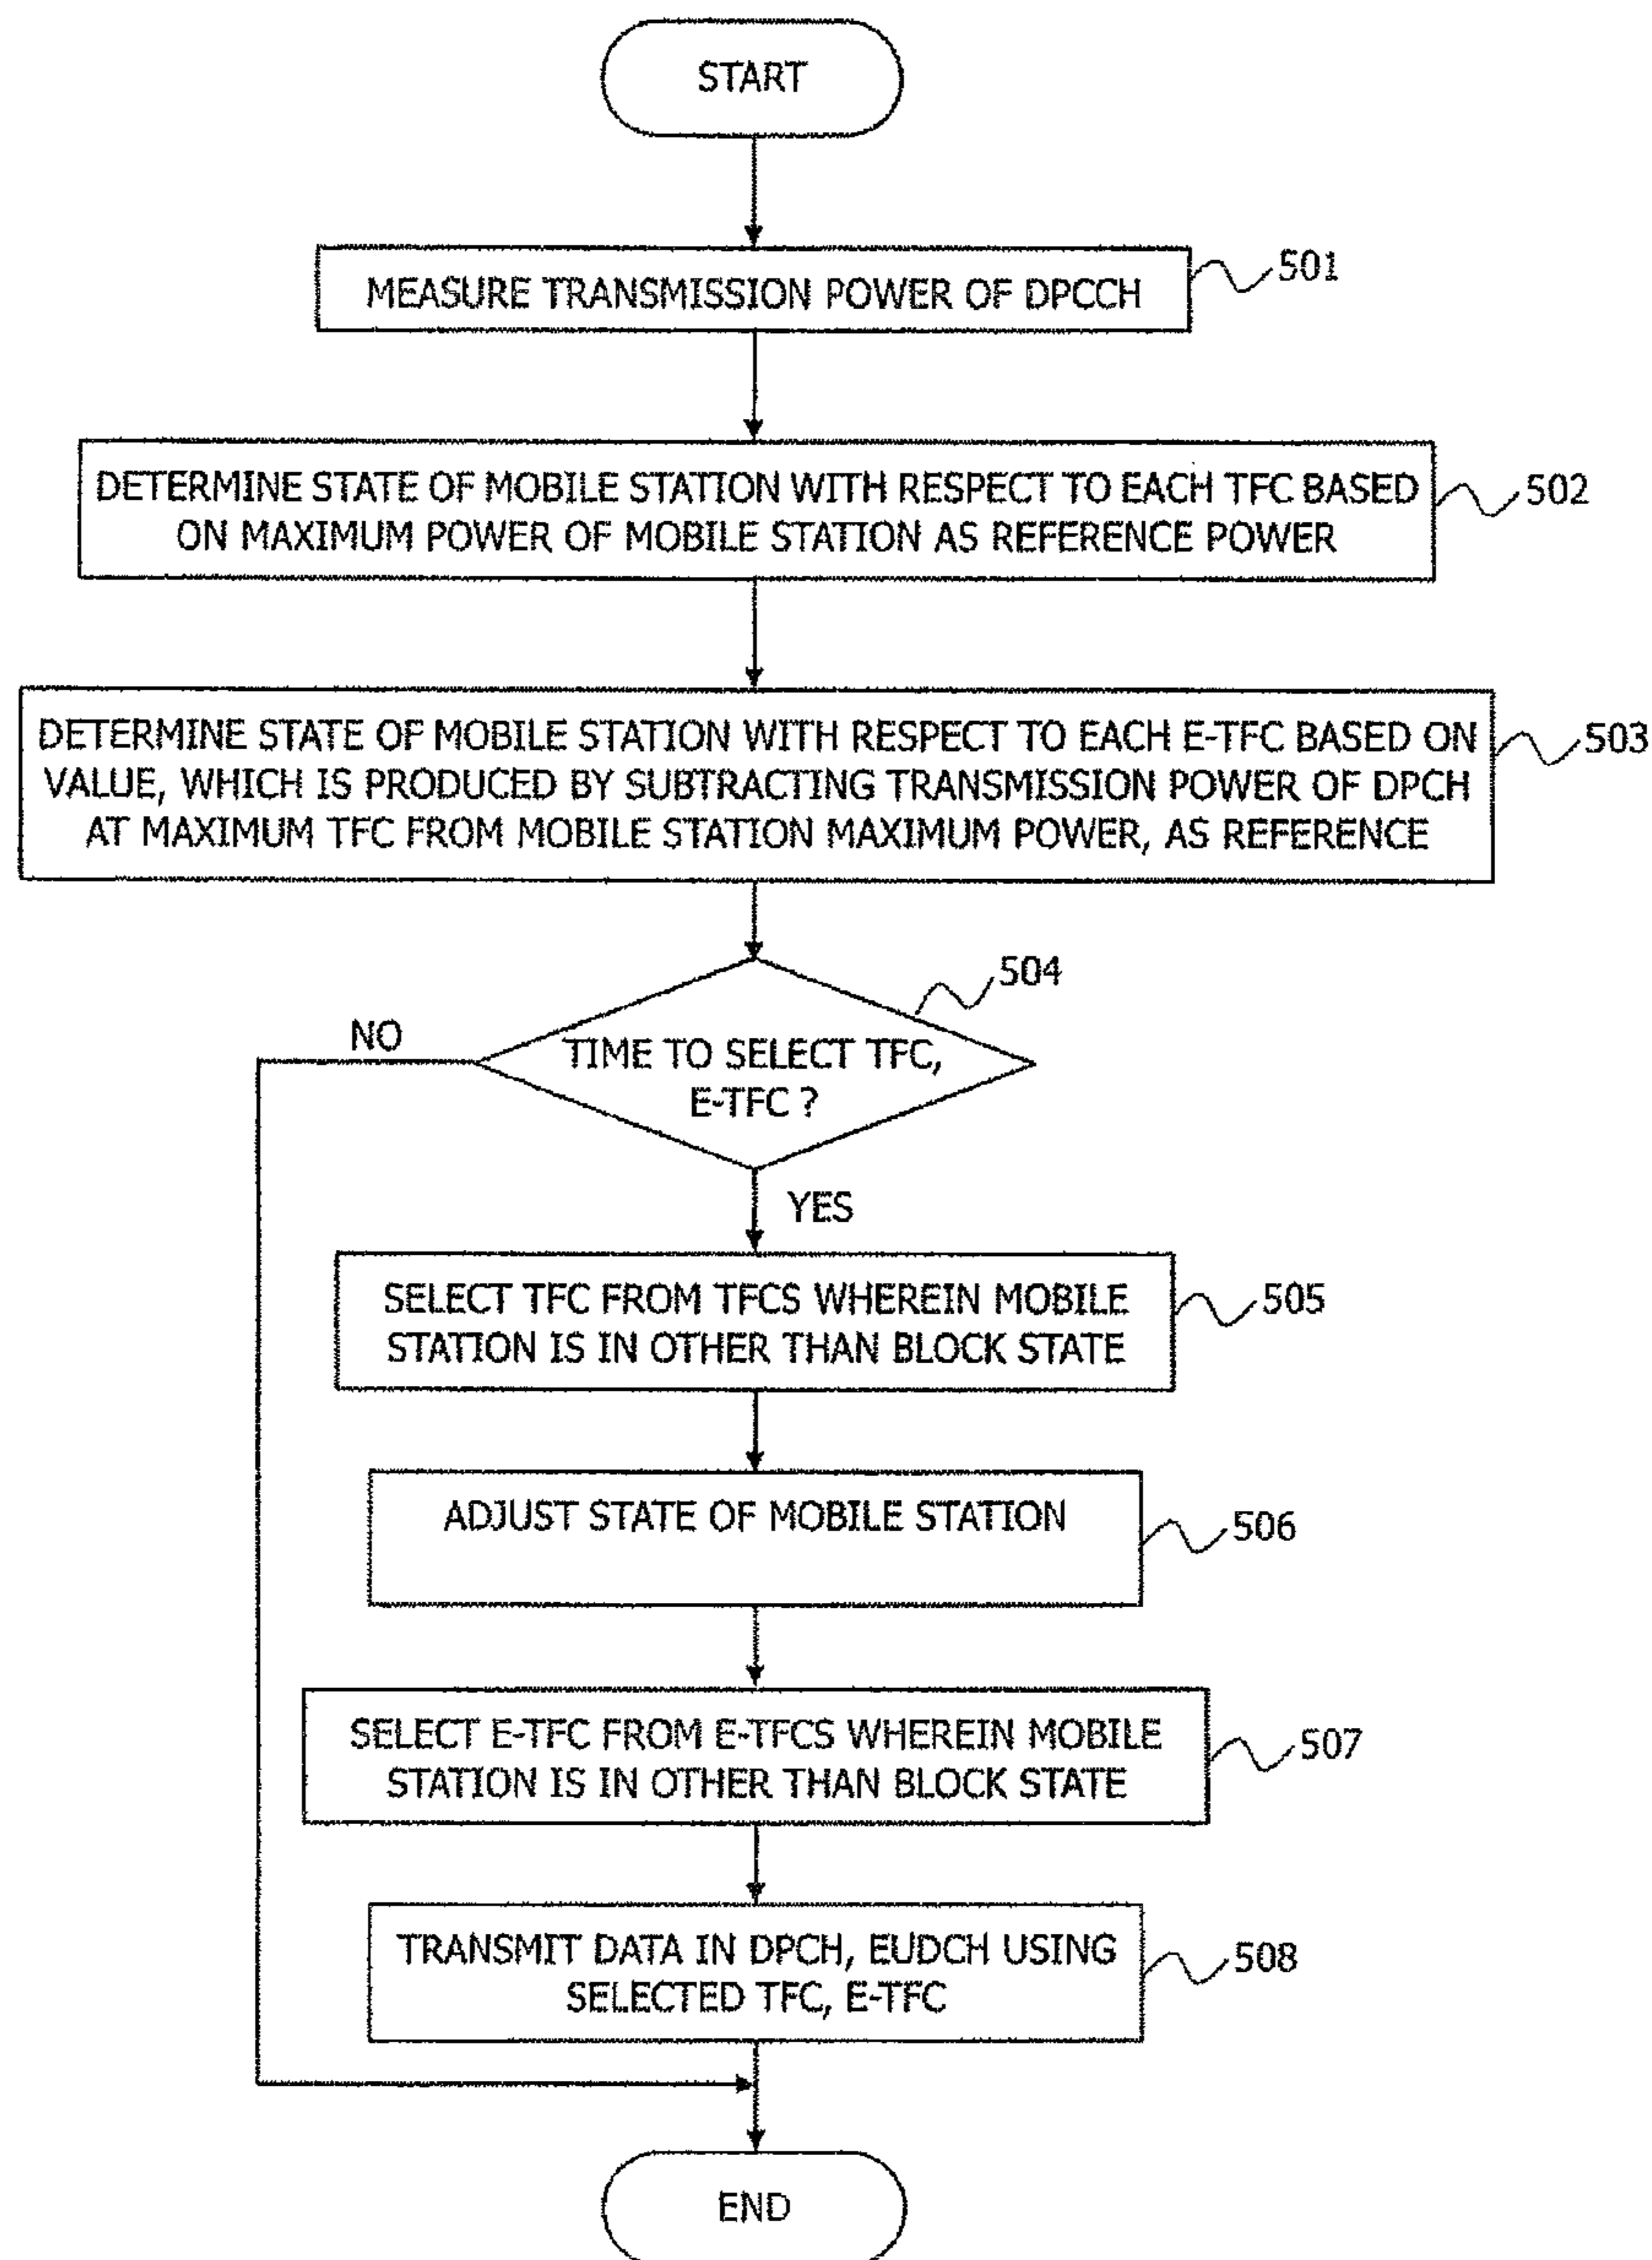 START
MEASURE TRANSMISSION POWER OF DPCCH
501
DETERMINE STATE OF MOBILE STATION WITH RESPECT TO EACH TFC BASED
ON MAXIMUM POWER OF MOBILE STATION AS REFERENCE POWER
502
DETERMINE STATE OF MOBILE STATION WITH RESPECT TO EACH E-TFC BASED ON
VALUE, WHICH IS PRODUCED BY SUBTRACTING TRANSMISSION POWER OF DPCH
AT MAXIMUM TFC FROM MOBILE STATION MAXIMUM POWER, AS REFERENCE
503
504
NO
TIME TO SELECT TFC,
E-TFC ?
YES
SELECT TFC FROM TFCS WHEREIN MOBILE
STATION IS IN OTHER THAN BLOCK STATE
505
ADJUST STATE OF MOBILE STATION
506
SELECT E-TFC FROM E-TFCS WHEREIN MOBILE
STATION IS IN OTHER THAN BLOCK STATE
507
TRANSMIT DATA IN DPCH, EUDCH USING
SELECTED TFC, E-TFC
508
END